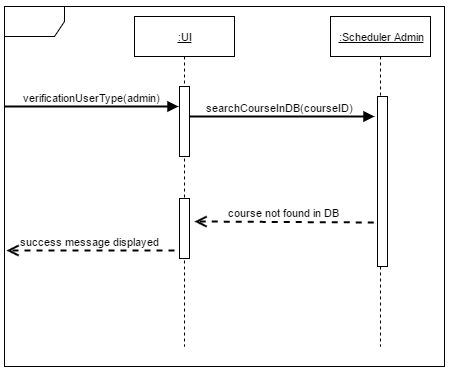 :UI
:Scheduler Admin
verificationUserType(admin)
searchCourseInDB(courseID)
course not found in DB
success message displayed